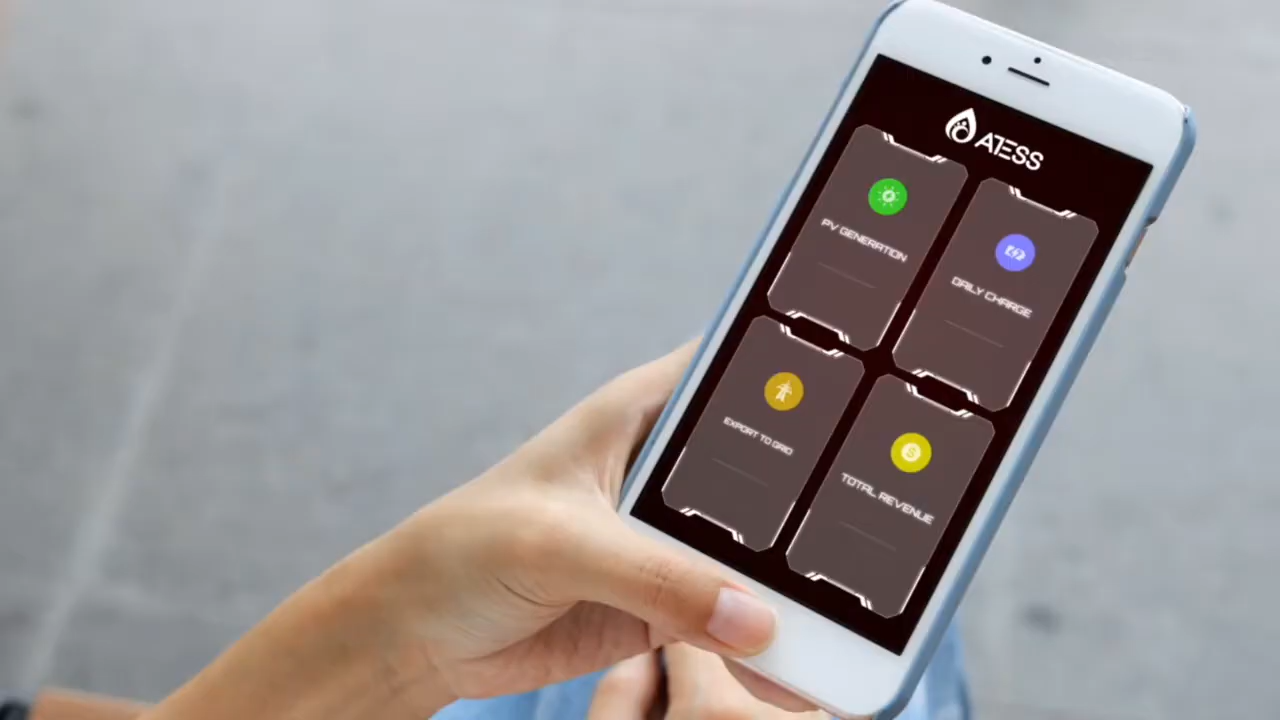 ATESS
PV GENERATION
DAILY CHARGE
EXPORT TO GRID
TOTAL REVENUE